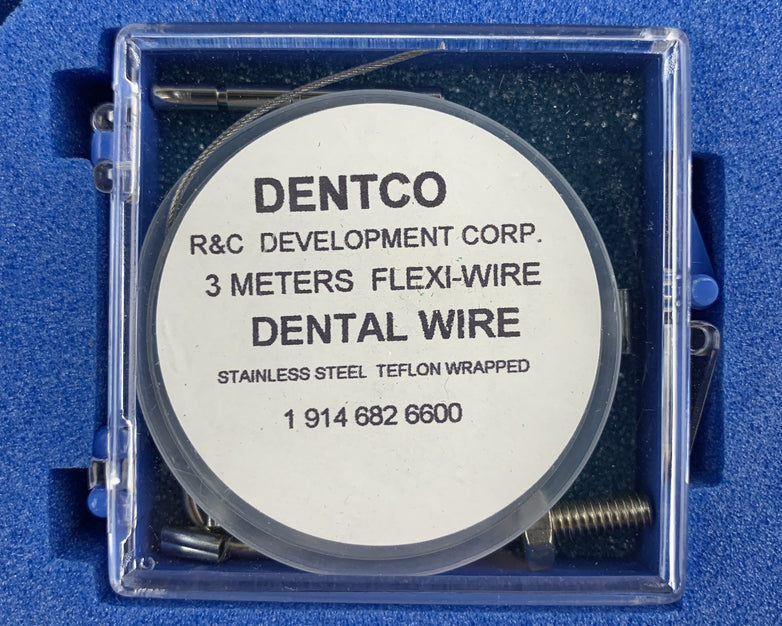 DENTCO
R&C DEVELOPMENT CORP.
3 METERS FLEXI-WIRE
DENTAL WIRE
STAINLESS STEEL TEFLON WRAPPED
1 914 682 6600